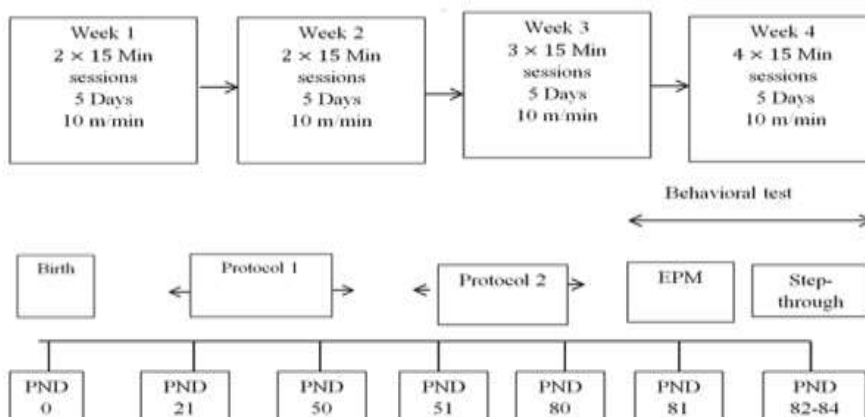 Week 1
2 × 15 Min
sessions
5 Days
10 m/min
Week 2
2 × 15 Min
sessions
5 Days
10 m/min
Week 3
3 × 15 Min
sessions
5 Days
10 m/min
Week 4
4 × 15 Min
sessions
5 Days
10 m/min
Behavioral test
Birth
Protocol 1
Protocol 2
EPM
Step-
through
PND
0
PND
21
PND
50
PND
51
PND
80
PND
81
PND
82-84